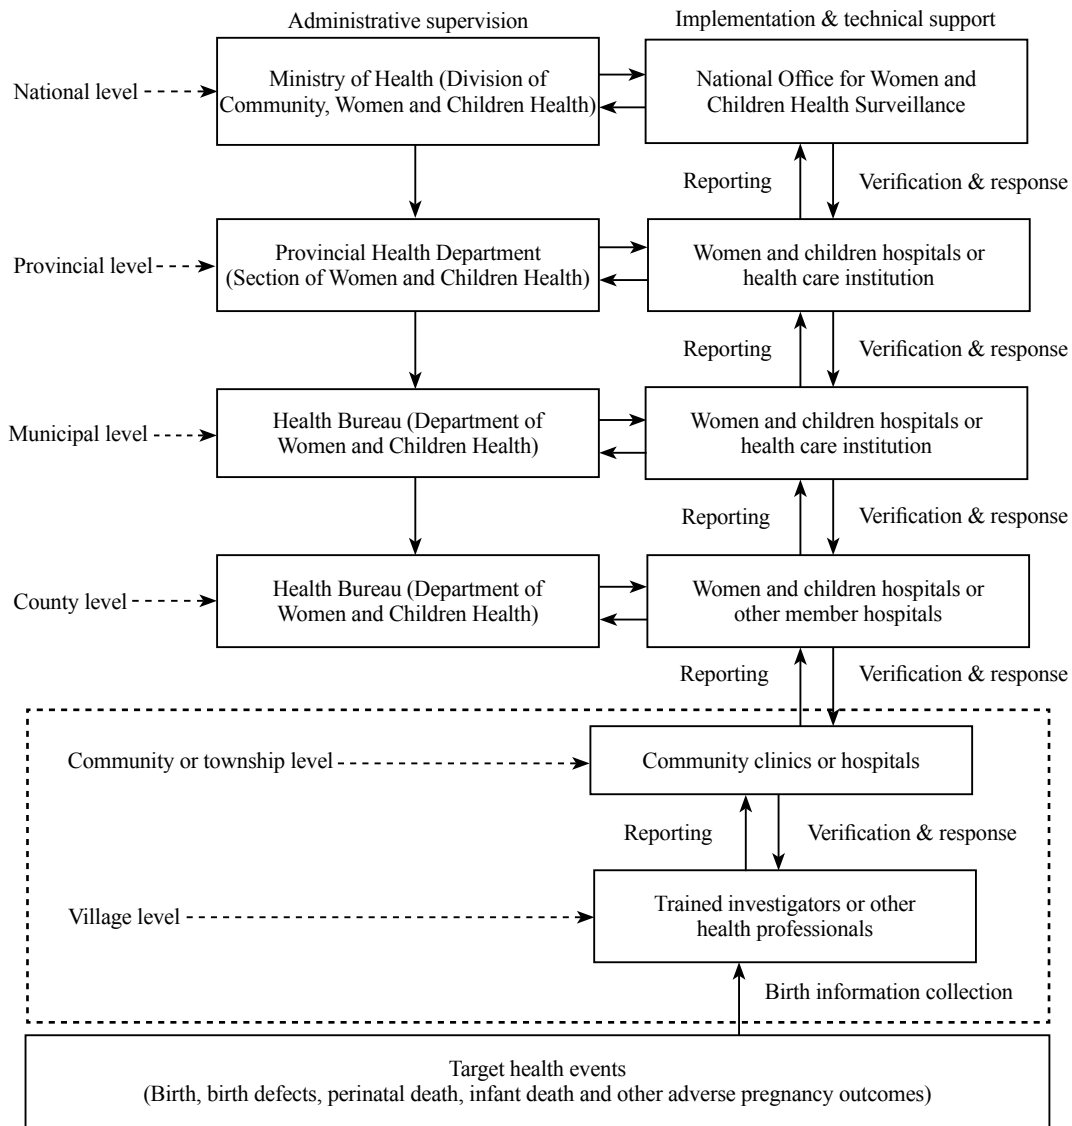 Administrative supervision
Implementation & technical support
National level
Ministry of Health (Division of
Community, Women and Children Health)
National Office for Women and
Children Health Surveillance
Reporting
Verification & response
Provincial level
Provincial Health Department
(Section of Women and Children Health)
Women and children hospitals or
health care institution
Reporting
Verification & response
Municipal level
Health Bureau (Department of
Women and Children Health)
Women and children hospitals or
health care institution
Reporting
Verification & response
County level
Health Bureau (Department of
Women and Children Health)
Women and children hospitals or
other member hospitals
Reporting
Verification & response
Community or township level
Community clinics or hospitals
Reporting
Verification & response
Village level
Trained investigators or other
health professionals
Birth information collection
Target health events
(Birth, birth defects, perinatal death, infant death and other adverse pregnancy outcomes)